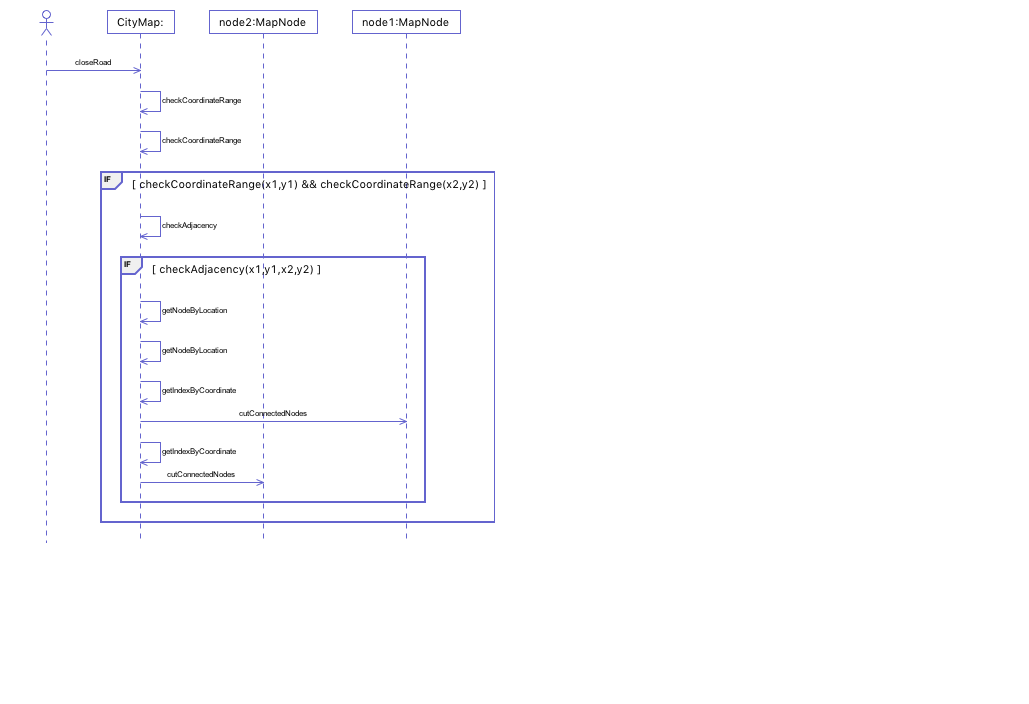 CityMap:
node2:MapNode
node1:MapNode
closeRoad
checkCoordinateRange
checkCoordinateRange
IF
[ checkCoordinateRange(x1,y1) && checkCoordinateRange(x2,y2) ]
checkAdjacency
IF
[ checkAdjacency(x1,y1,x2,y2) ]
getNodeByLocation
getNodeByLocation
getIndexByCoordinate
cutConnectedNodes
getIndexByCoordinate
cutConnectedNodes